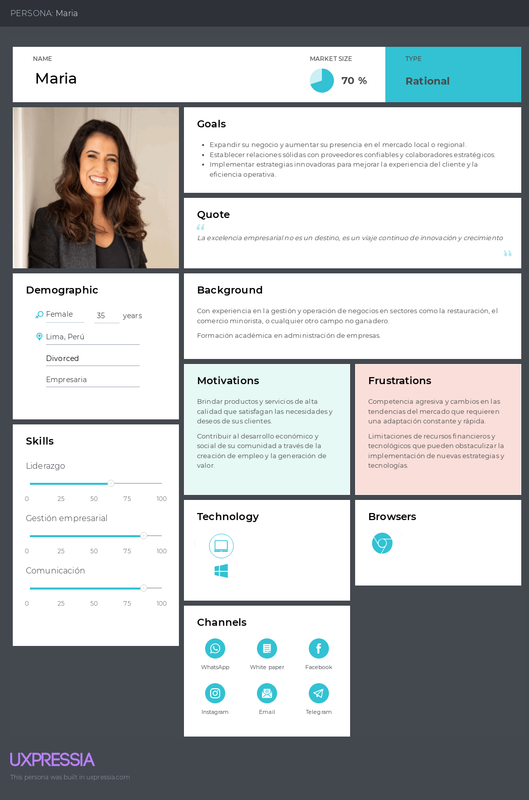 PERSONA: Maria
NAME
Maria
MARKET SIZE
70 %
TYPE
Rational
Goals
• Expandir su negocio y aumentar su presencia en el mercado local o regional.
• Establecer relaciones sólidas con proveedores confiables y colaboradores estratégicos.
• Implementar estrategias innovadoras para mejorar la experiencia del cliente y la
eficiencia operativa.
Quote
“
La excelencia empresarial no es un destino, es un viaje continuo de innovación y crecimiento
”
Demographic
Female 35 years
Lima, Perú
Divorced
Empresaria
Background
Con experiencia en la gestión y operación de negocios en sectores como la restauración, el
comercio minorista, o cualquier otro campo no ganadero.
Formación académica en administración de empresas.
Motivations
Brindar productos y servicios de alta
calidad que satisfagan las necesidades y
deseos de sus clientes.
Contribuir al desarrollo económico y
social de su comunidad a través de la
creación de empleo y la generación de
valor.
Frustrations
Competencia agresiva y cambios en las
tendencias del mercado que requieren
una adaptación constante y rápida.
Limitaciones de recursos financieros y
tecnológicos que pueden obstaculizar la
implementación de nuevas estrategias y
tecnologías.
Skills
Liderazgo
0 25 50 75 100
Gestión empresarial
0 25 50 75 100
Comunicación
0 25 50 75 100
Technology
Browsers
Channels
WhatsApp White paper Facebook
Instagram Email Telegram
UXPRESSIA
This persona was built in uxpressia.com